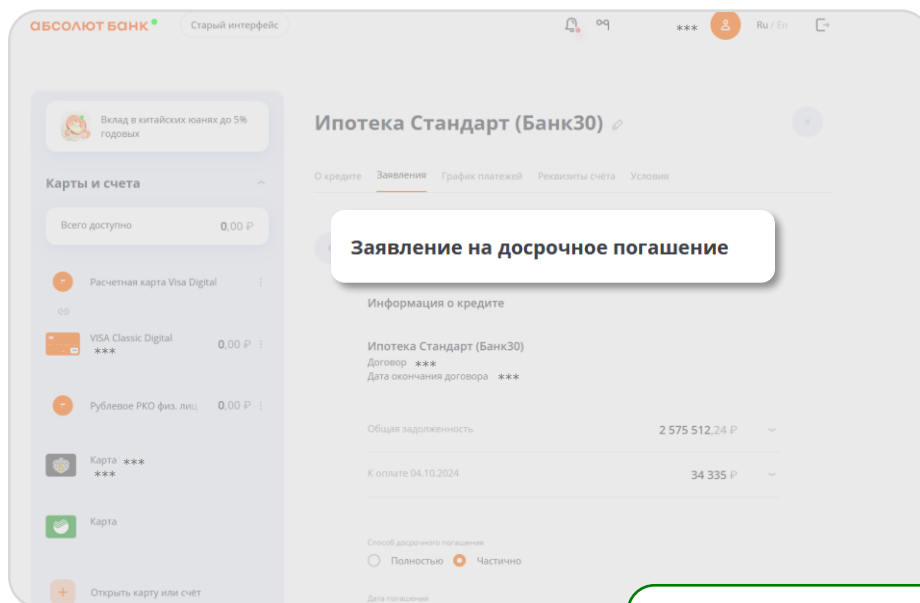 абсолют банк
Старый интерфейс
***
Ru / En
Вклад в китайских юанях до 5%
годовых
Карты и счета
Всего доступно
0,00 ₽
Расчетная карта Visa Digital
VISA Classic Digital
***
0,00 ₽
Рублевое РКО физ. лиц
0,00 ₽
Карта ***
***
Карта
Открыть карту или счёт
Ипотека Стандарт (Банк30)
О кредите Заявления График платежей Реквизиты счёта Условия
Заявление на досрочное погашение
Информация о кредите
Ипотека Стандарт (Банк30)
Договор ***
Дата окончания договора ***
Общая задолженность
2 575 512,24 ₽
К оплате 04.10.2024
34 335 ₽
Способ досрочного погашения
Полностью Частично
Дата погашения